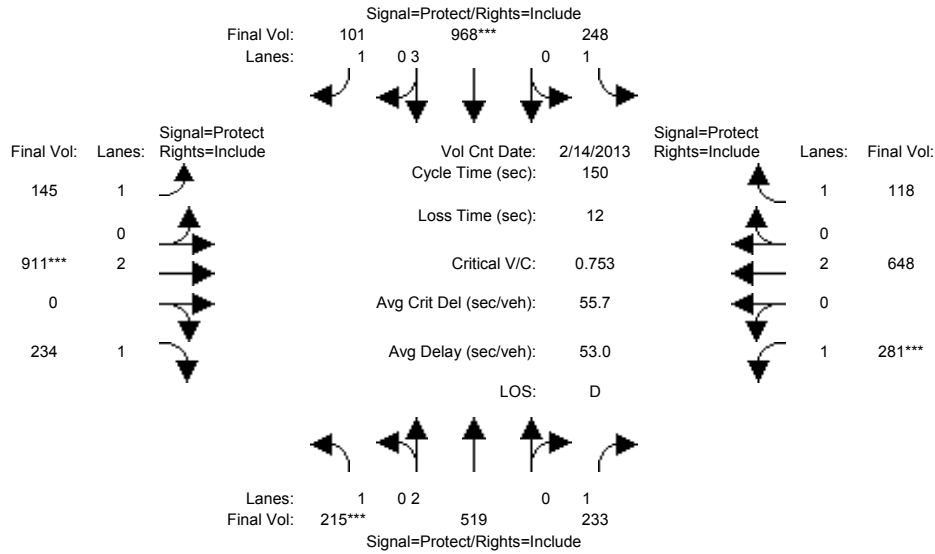 Signal=Protect/Rights=Include
Final Vol: 101 968*** 248
Lanes: 1 0 3 0 1
Signal=Protect Signal=Protect
Final Vol: Lanes: Rights=Include Vol Cnt Date: 2/14/2013 Rights=Include Lanes: Final Vol:
Cycle Time (sec): 150
145 1 1 118
Loss Time (sec): 12
0 0
911*** 2 Critical V/C: 0.753 2 648
0 0 Avg Crit Del (sec/veh): 55.7 0
234 1 Avg Delay (sec/veh): 53.0 1 281***
LOS: D
Lanes: 1 0 2 0 1
Final Vol: 215*** 519 233
Signal=Protect/Rights=Include